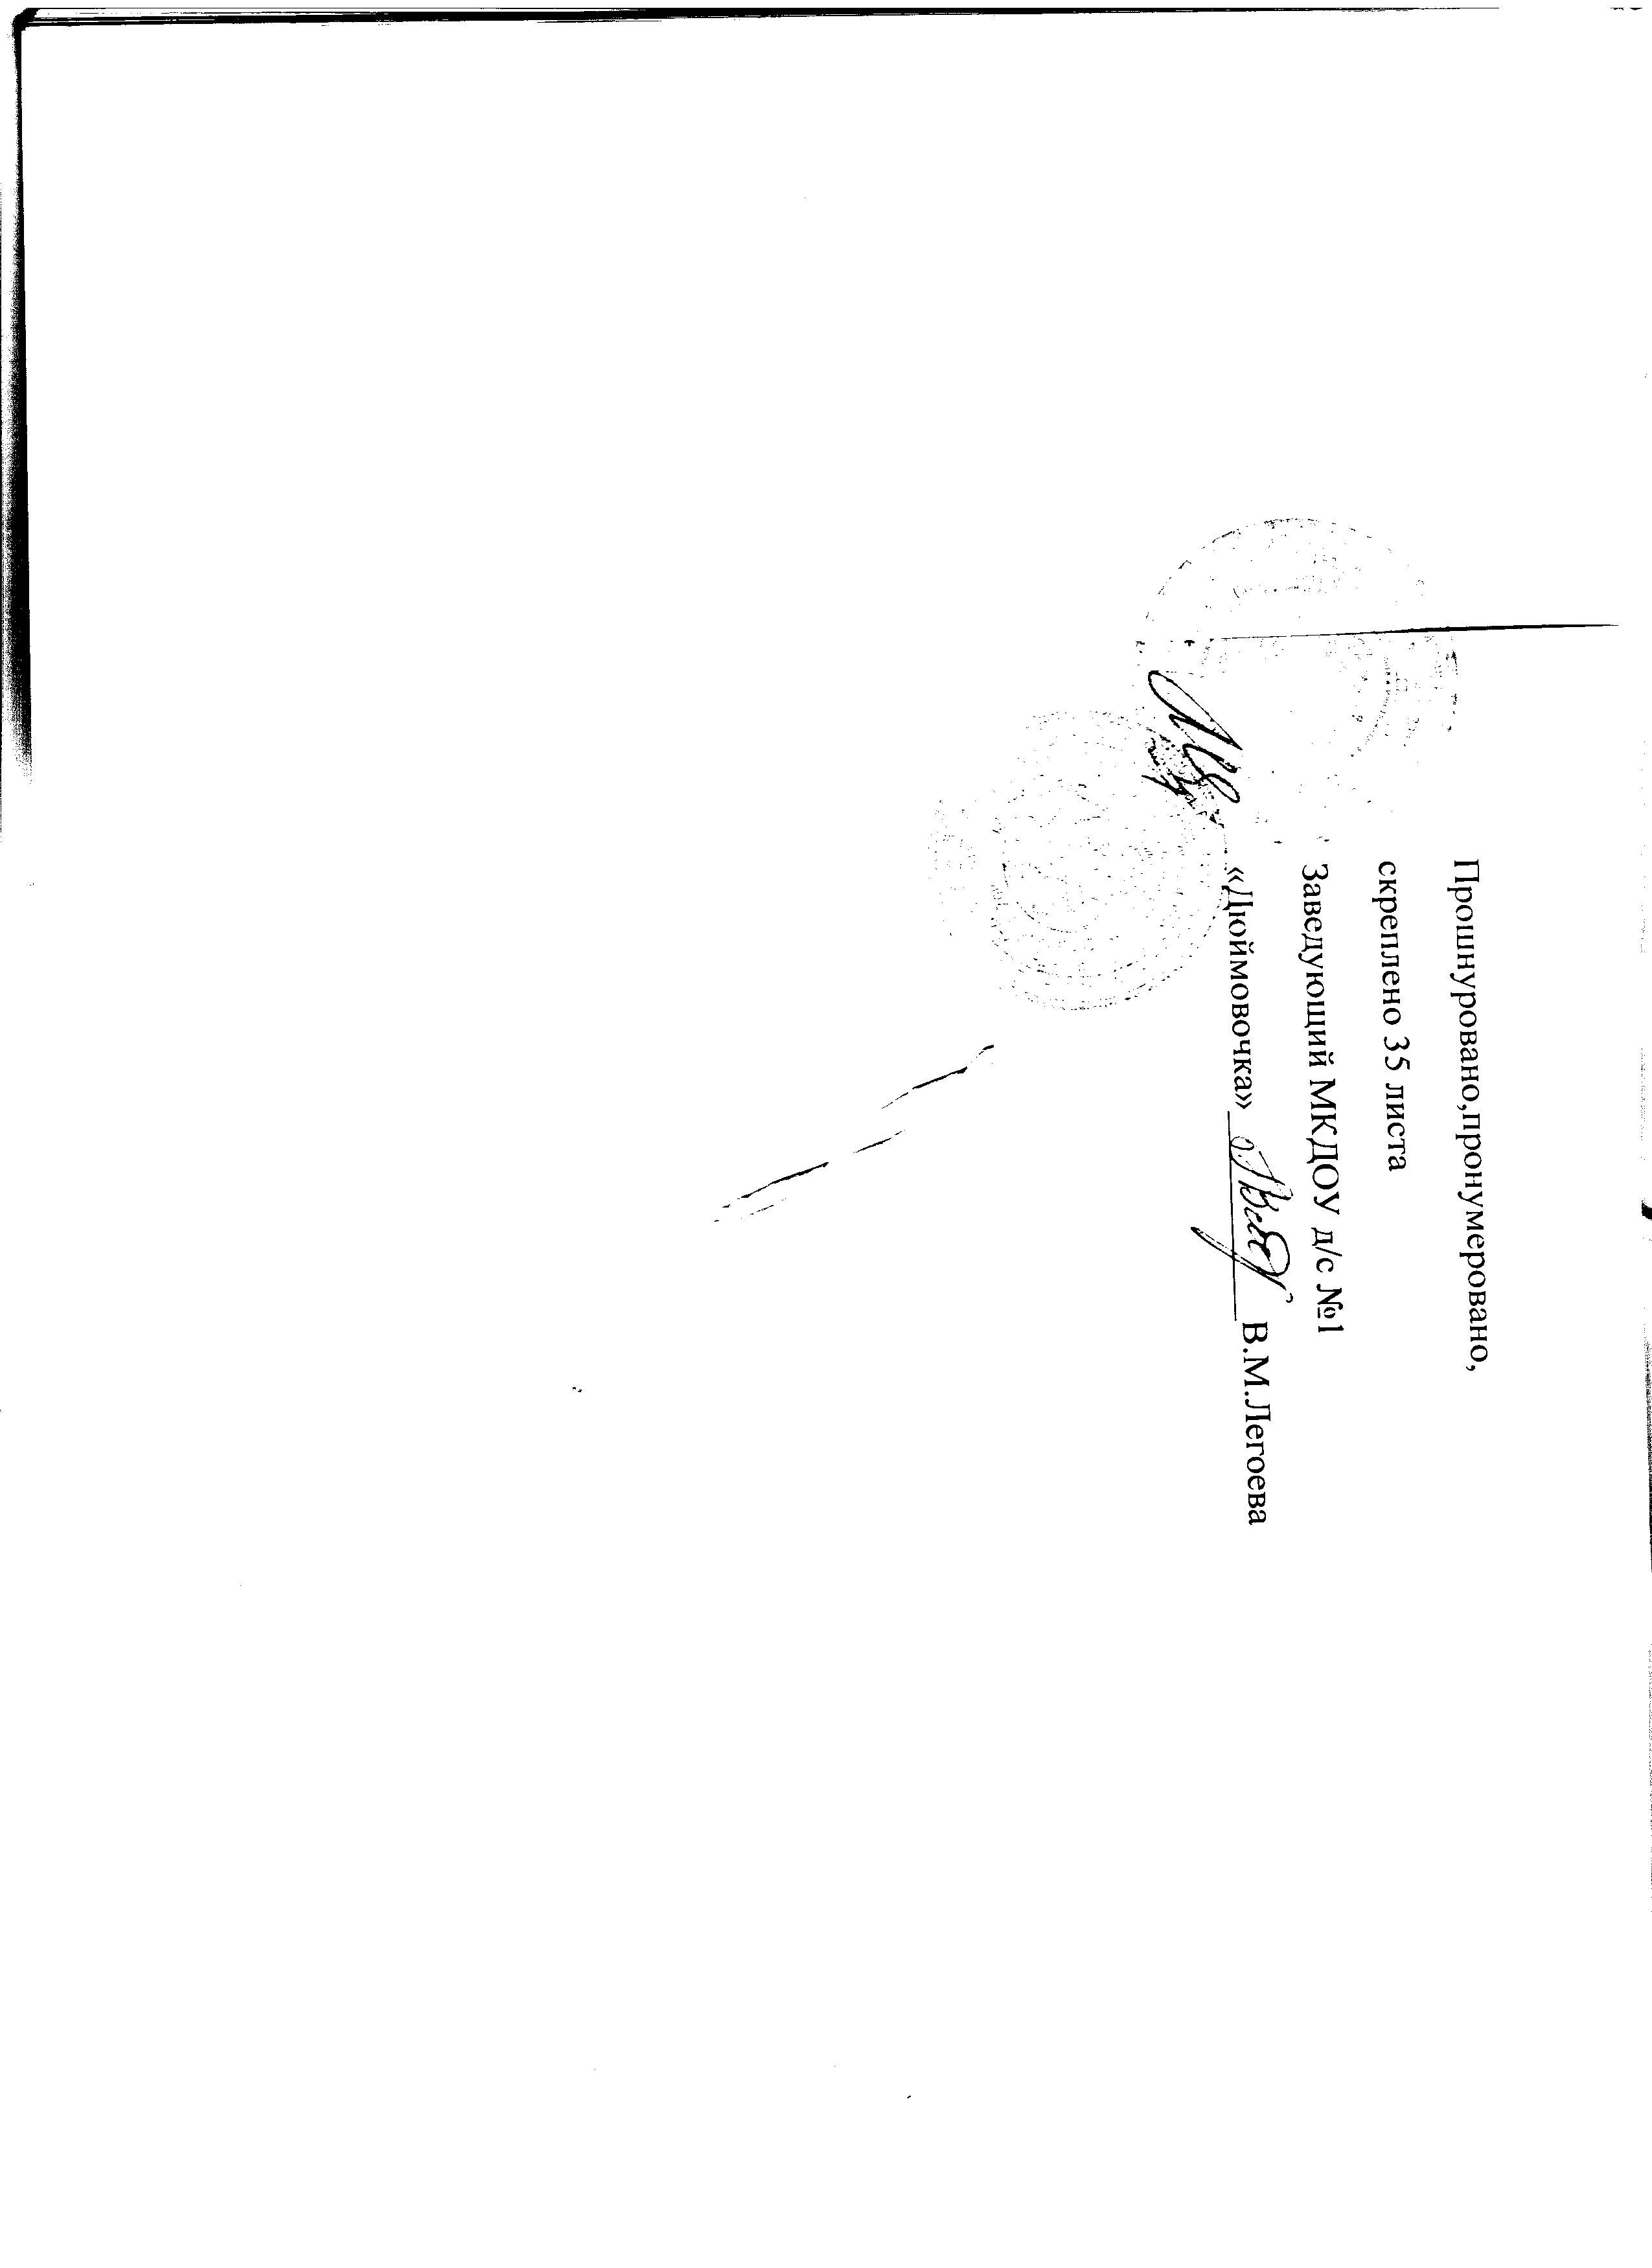 Прошнуровано,пронумеровано,
скреплено 35 листа
Заведующий МКДОУ д/с №1
«Дюймовочка» В.М.Легоева